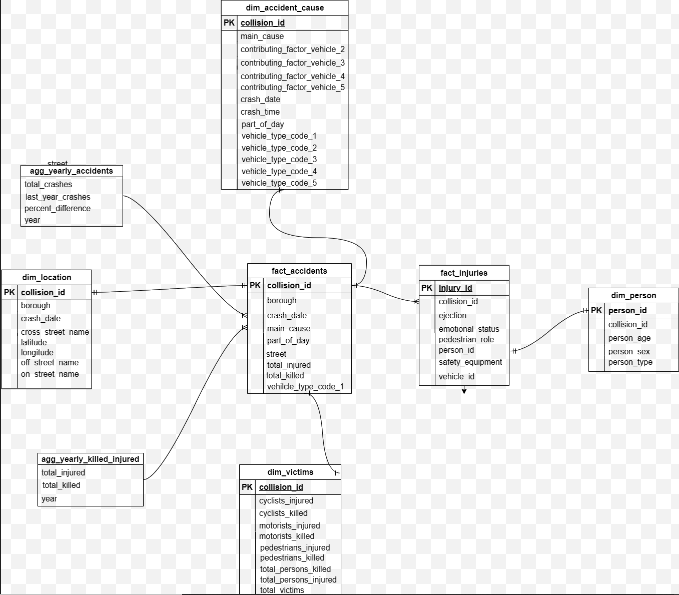 dim_accident_cause
PK collision_id
main_cause
contributing_factor_vehicle_2
contributing_factor_vehicle_3
contributing_factor_vehicle_4
contributing_factor_vehicle_5
crash_date
crash_time
part_of_day
vehicle_type_code_1
vehicle_type_code_2
vehicle_type_code_3
vehicle_type_code_4
vehicle_type_code_5
street
agg_yearly_accidents
total_crashes
last_year_crashes
percent_difference
year
dim_location
PK collision_id
borough
crash_date
cross_street_name
latitude
longitude
off_street_name
on_street_name
fact_accidents
PK collision_id
borough
crash_date
main_cause
part_of_day
street
total_injured
total_killed
vehilcle_type_code_1
fact_injuries
PK injury_id
collision_id
ejection
emotional_status
pedestrian_role
person_id
safety_equipment
vehicle_id
dim_person
PK person_id
collision_id
person_age
person_sex
person_type
agg_yearly_killed_injured
total_injured
total_killed
year
dim_victims
PK collision_id
cyclists_injured
cyclists_killed
motorists_injured
motorists_killed
pedestrians_injured
pedestrians_killed
total_persons_killed
total_persons_injured
total_victims